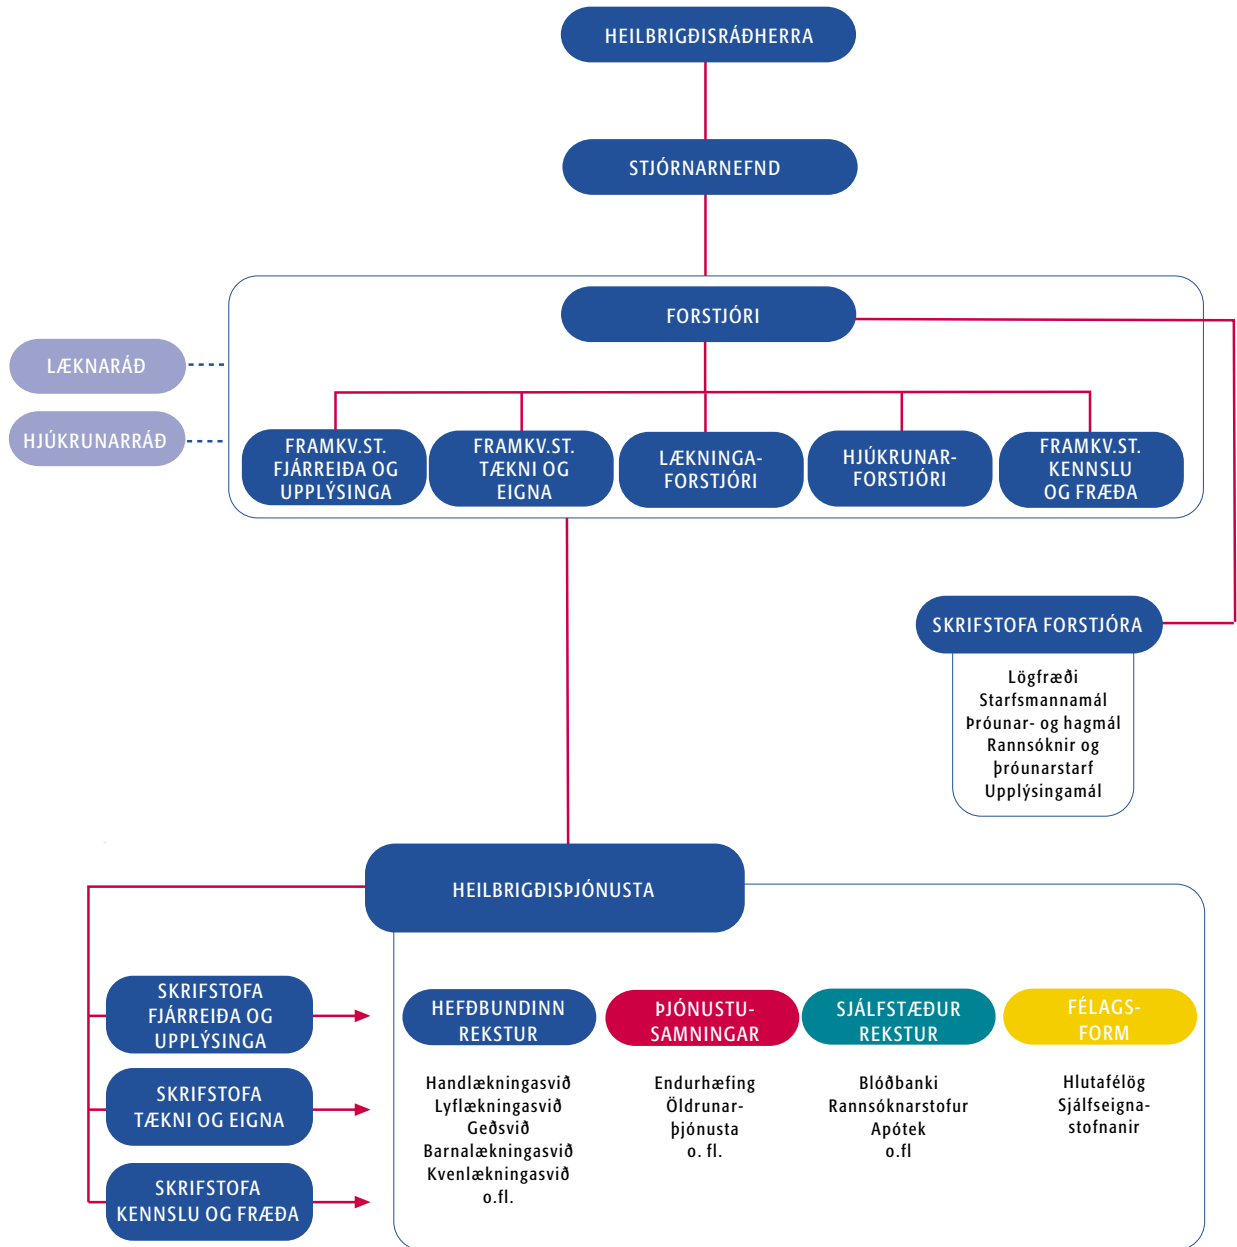 HEILBRIGÐISRÁÐHERRA
STJÓRNARNEFND
FORSTJÓRI
LÆKNARÁÐ
HJÚKRUNARRÁÐ
FRAMKV.ST.
FJÁRREIÐA OG
UPPLÝSINGA
FRAMKV.ST.
TÆKNI OG
EIGNA
LÆKNINGA-
FORSTJÓRI
HJÚKRUNAR-
FORSTJÓRI
FRAMKV.ST.
KENNSLU
OG FRÆÐA
SKRIFSTOFA FORSTJÓRA
Lögfræði
Starfsmannamál
Þróunar- og hagmál
Rannsóknir og
þróunarstarf
Upplýsingamál
HEILBRIGÐISÞJÓNUSTA
SKRIFSTOFA
FJÁRREIÐA OG
UPPLÝSINGA
SKRIFSTOFA
TÆKNI OG EIGNA
SKRIFSTOFA
KENNSLU OG FRÆÐA
HEFÐBUNDINN
REKSTUR
Handlækningasvið
Lyflækningasvið
Geðsvið
Barnalækningasvið
Kvenlækningasvið
o.fl.
ÞJÓNUSTU-
SAMNINGAR
Endurhæfing
Öldrunar-
þjónusta
o. fl.
SJÁLFSTÆÐUR
REKSTUR
Blóðbanki
Rannsóknarstofur
Apótek
o.fl
FÉLAGS-
FORM
Hlutafélög
Sjálfseigna-
stofnanir